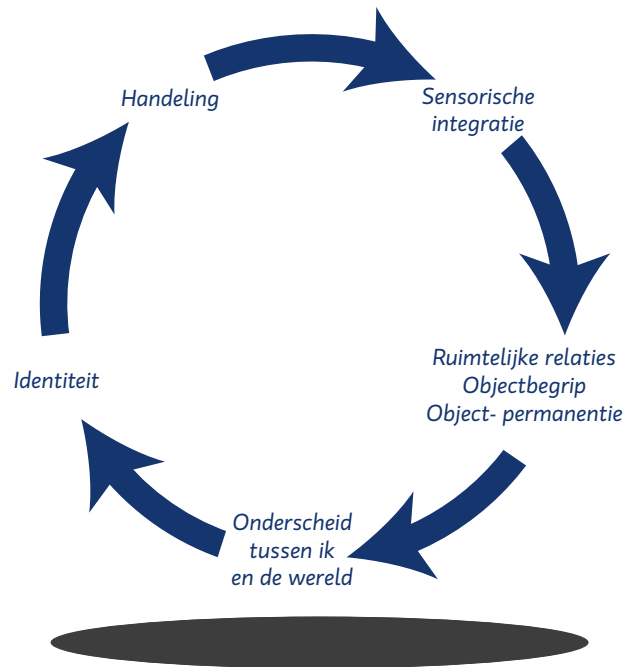 Handeling
Sensorische
integratie
Ruimtelijke relaties
Objectbegrip
Object- permanentie
Onderscheid
tussen ik
en de wereld
Identiteit